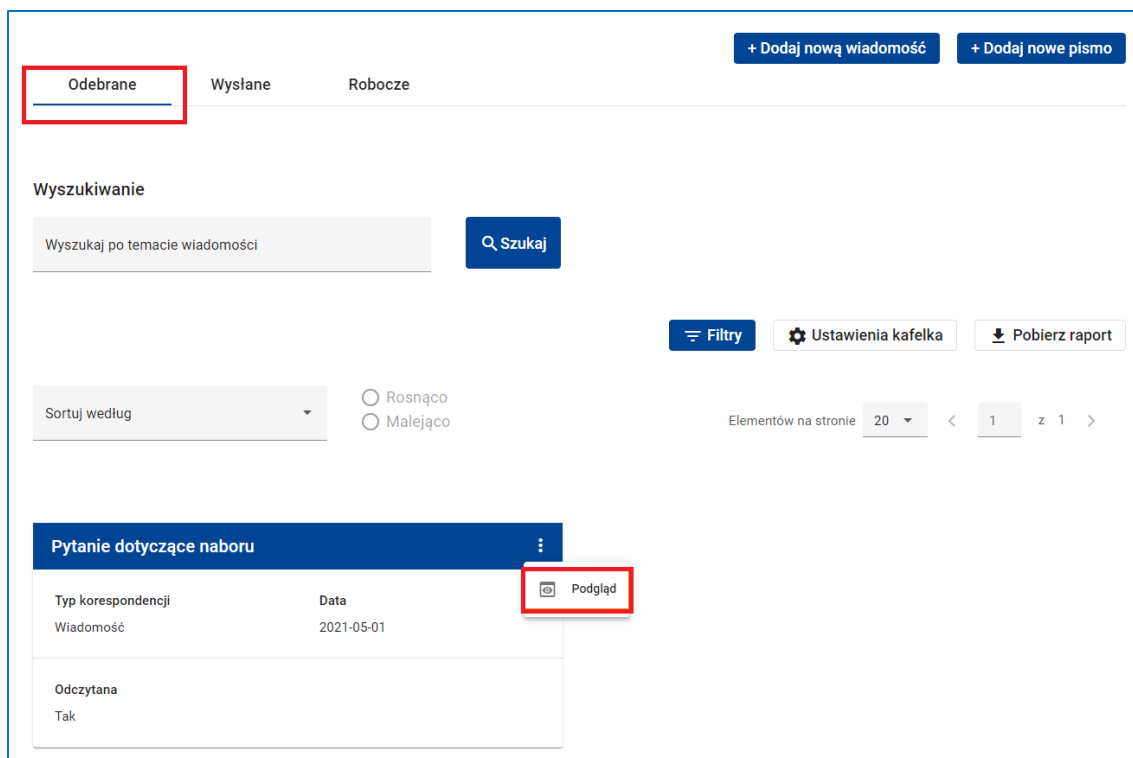 + Dodaj nową wiadomość + Dodaj nowe pismo
Odebrane Wysłane Robocze
Wyszukiwanie
Wyszukaj po temacie wiadomości Szukaj
Filtry Ustawienia kafelka Pobierz raport
Sortuj według
Rosnąco
Malejąco
Elementów na stronie 20 < 1 z 1 >
Pytanie dotyczące naboru
Podgląd
Typ korespondencji Data
Wiadomość 2021-05-01
Odczytana
Tak